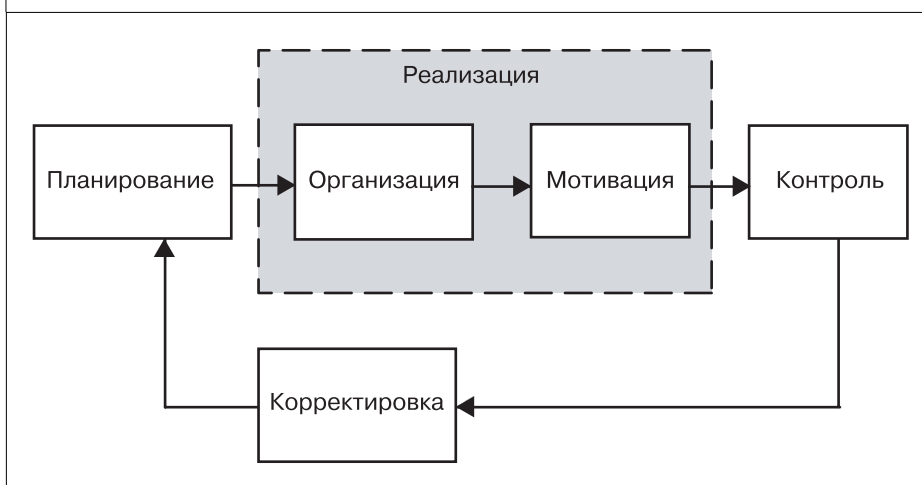 Реализация
Планирование
Организация
Мотивация
Контроль
Корректировка